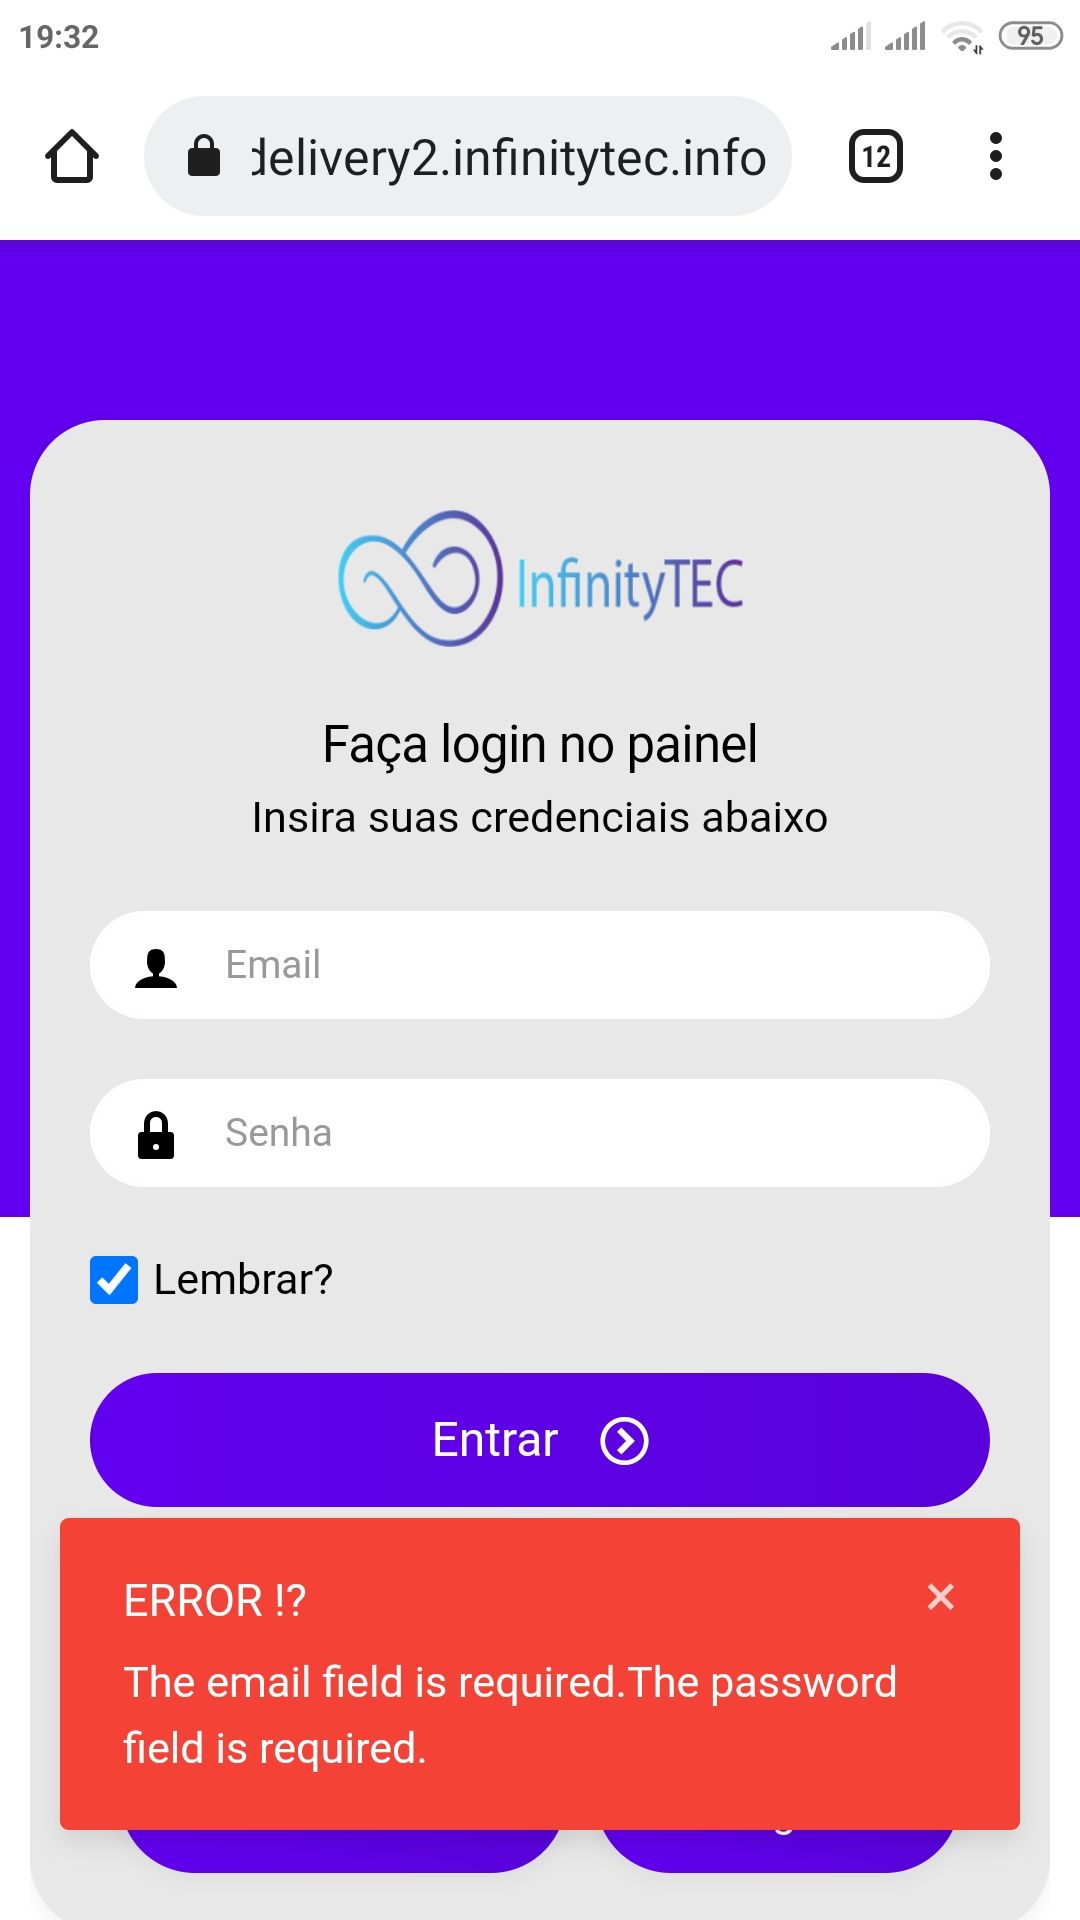 19:32
95
delivery2.infinitytec.info
12
InfinityTEC
Faça login no painel
Insira suas credenciais abaixo
Email
Senha
Lembrar?
Entrar
ERROR !?
The email field is required.The password
field is required.